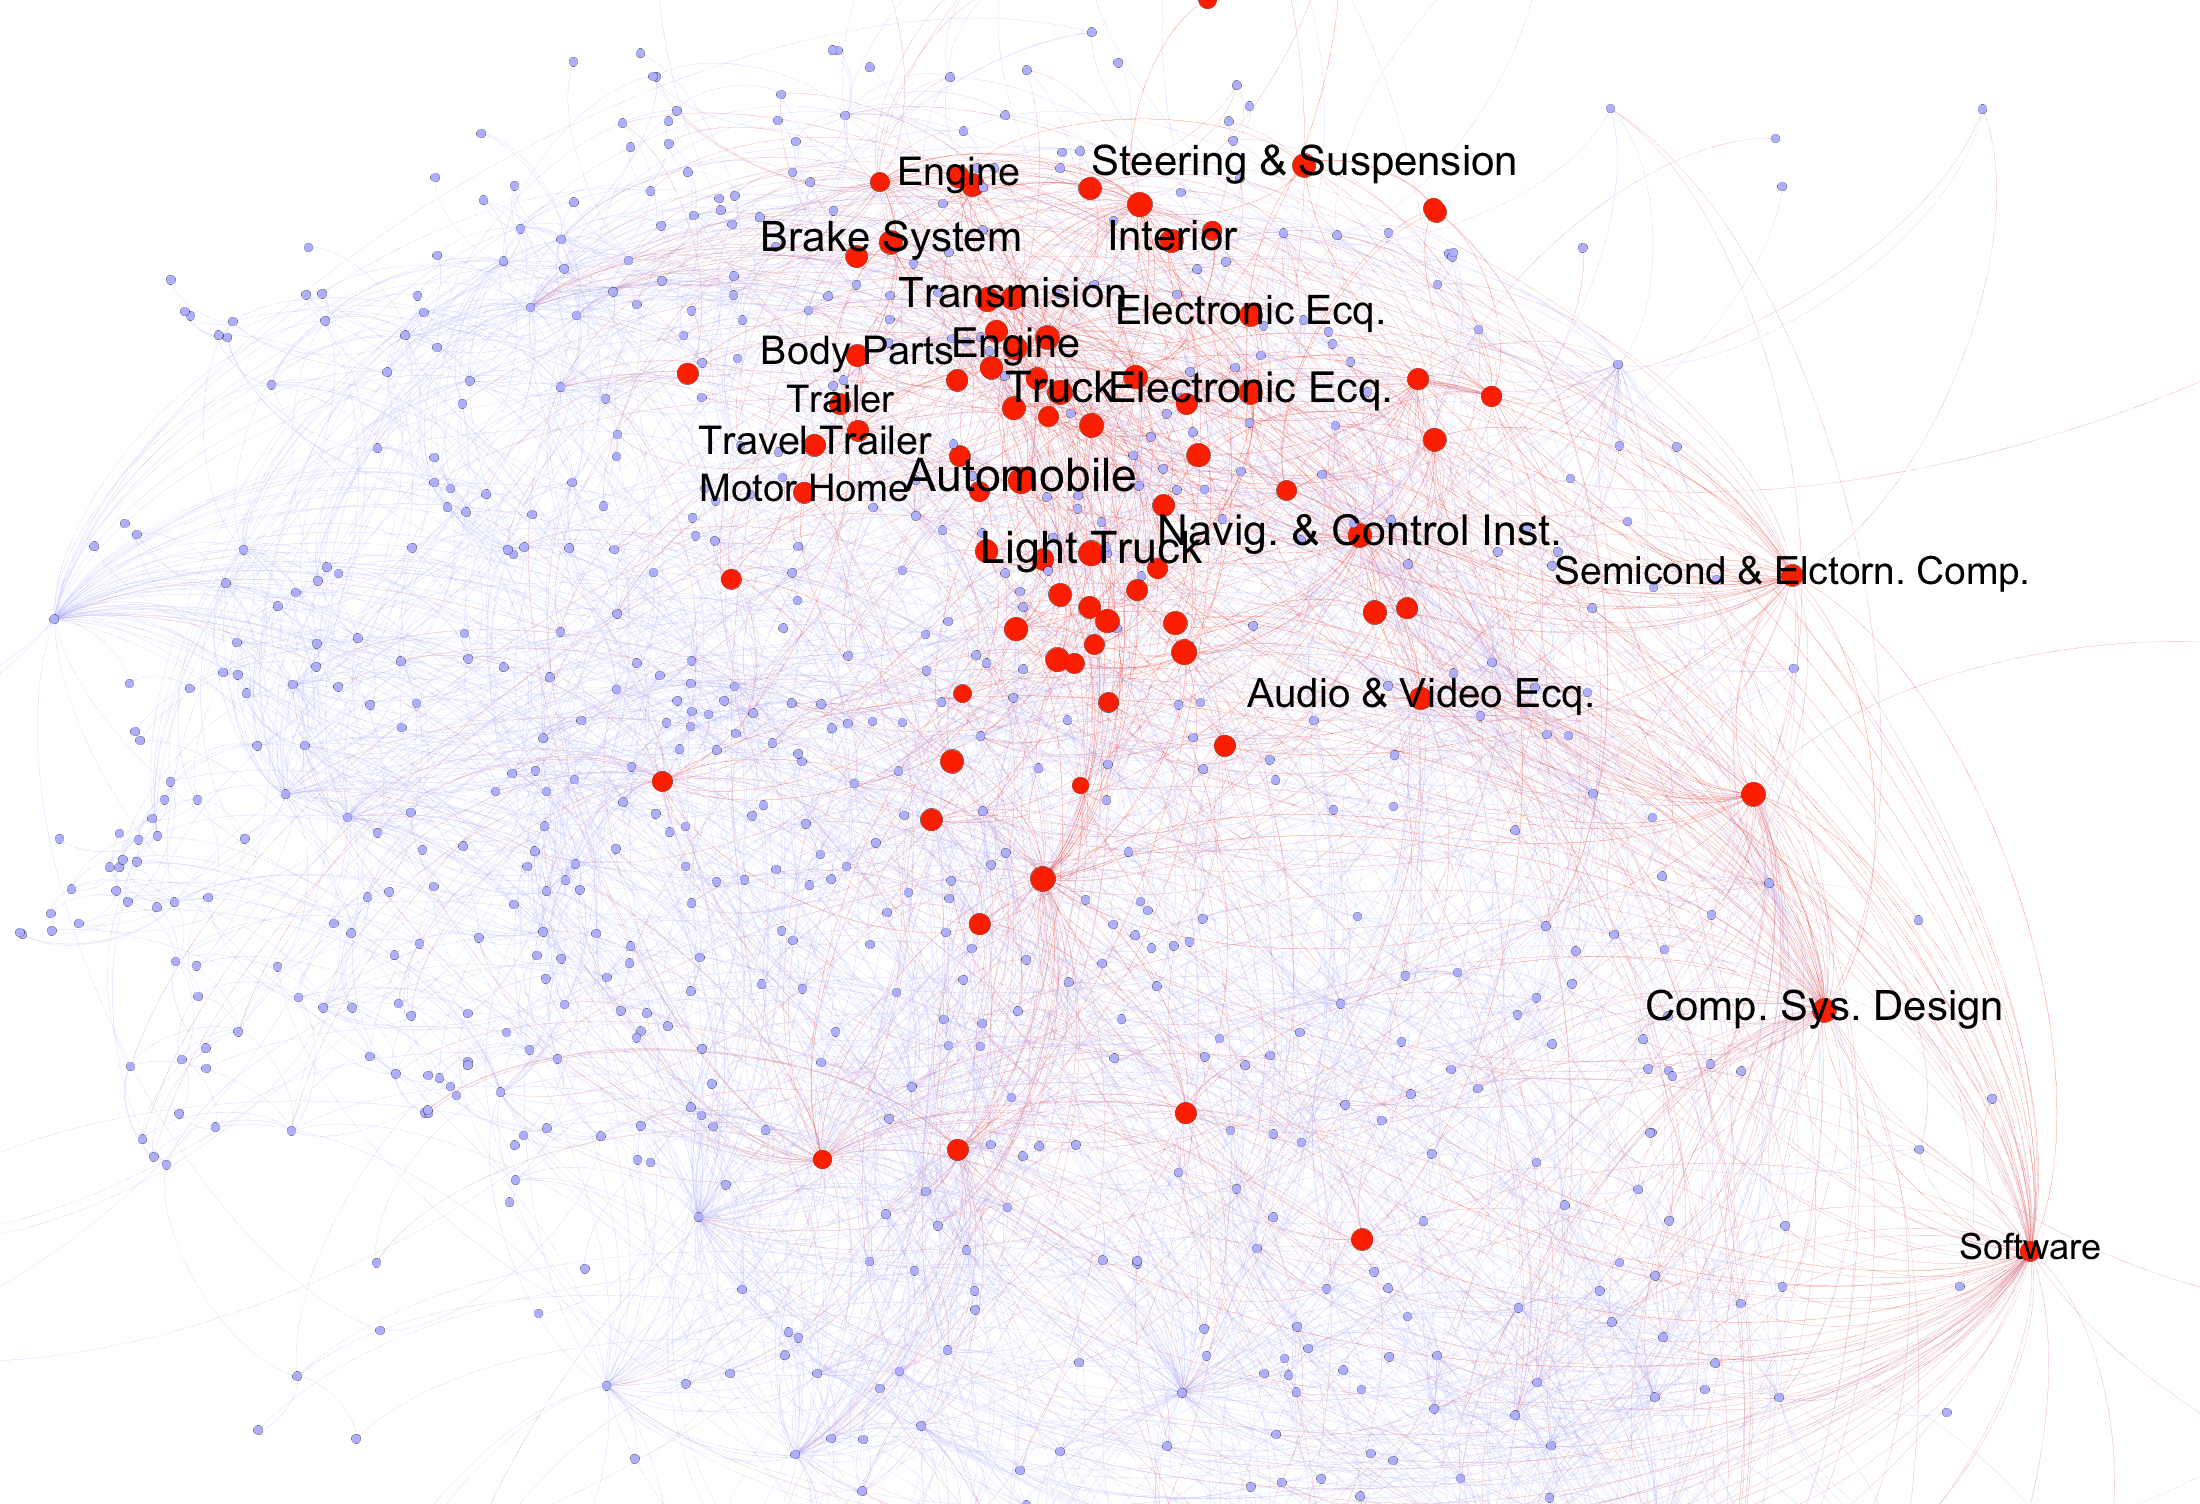 Steering & Suspension
Engine
Brake System
Interior
Transmision
Electronic Ecq.
Body Parts
Engine
Truck
Electronic Ecq.
Trailer
Travel Trailer
Automobile
Motor Home
Navig. & Control Inst.
Light Truck
Semicond & Elctorn. Comp.
Audio & Video Ecq.
Comp. Sys. Design
Software